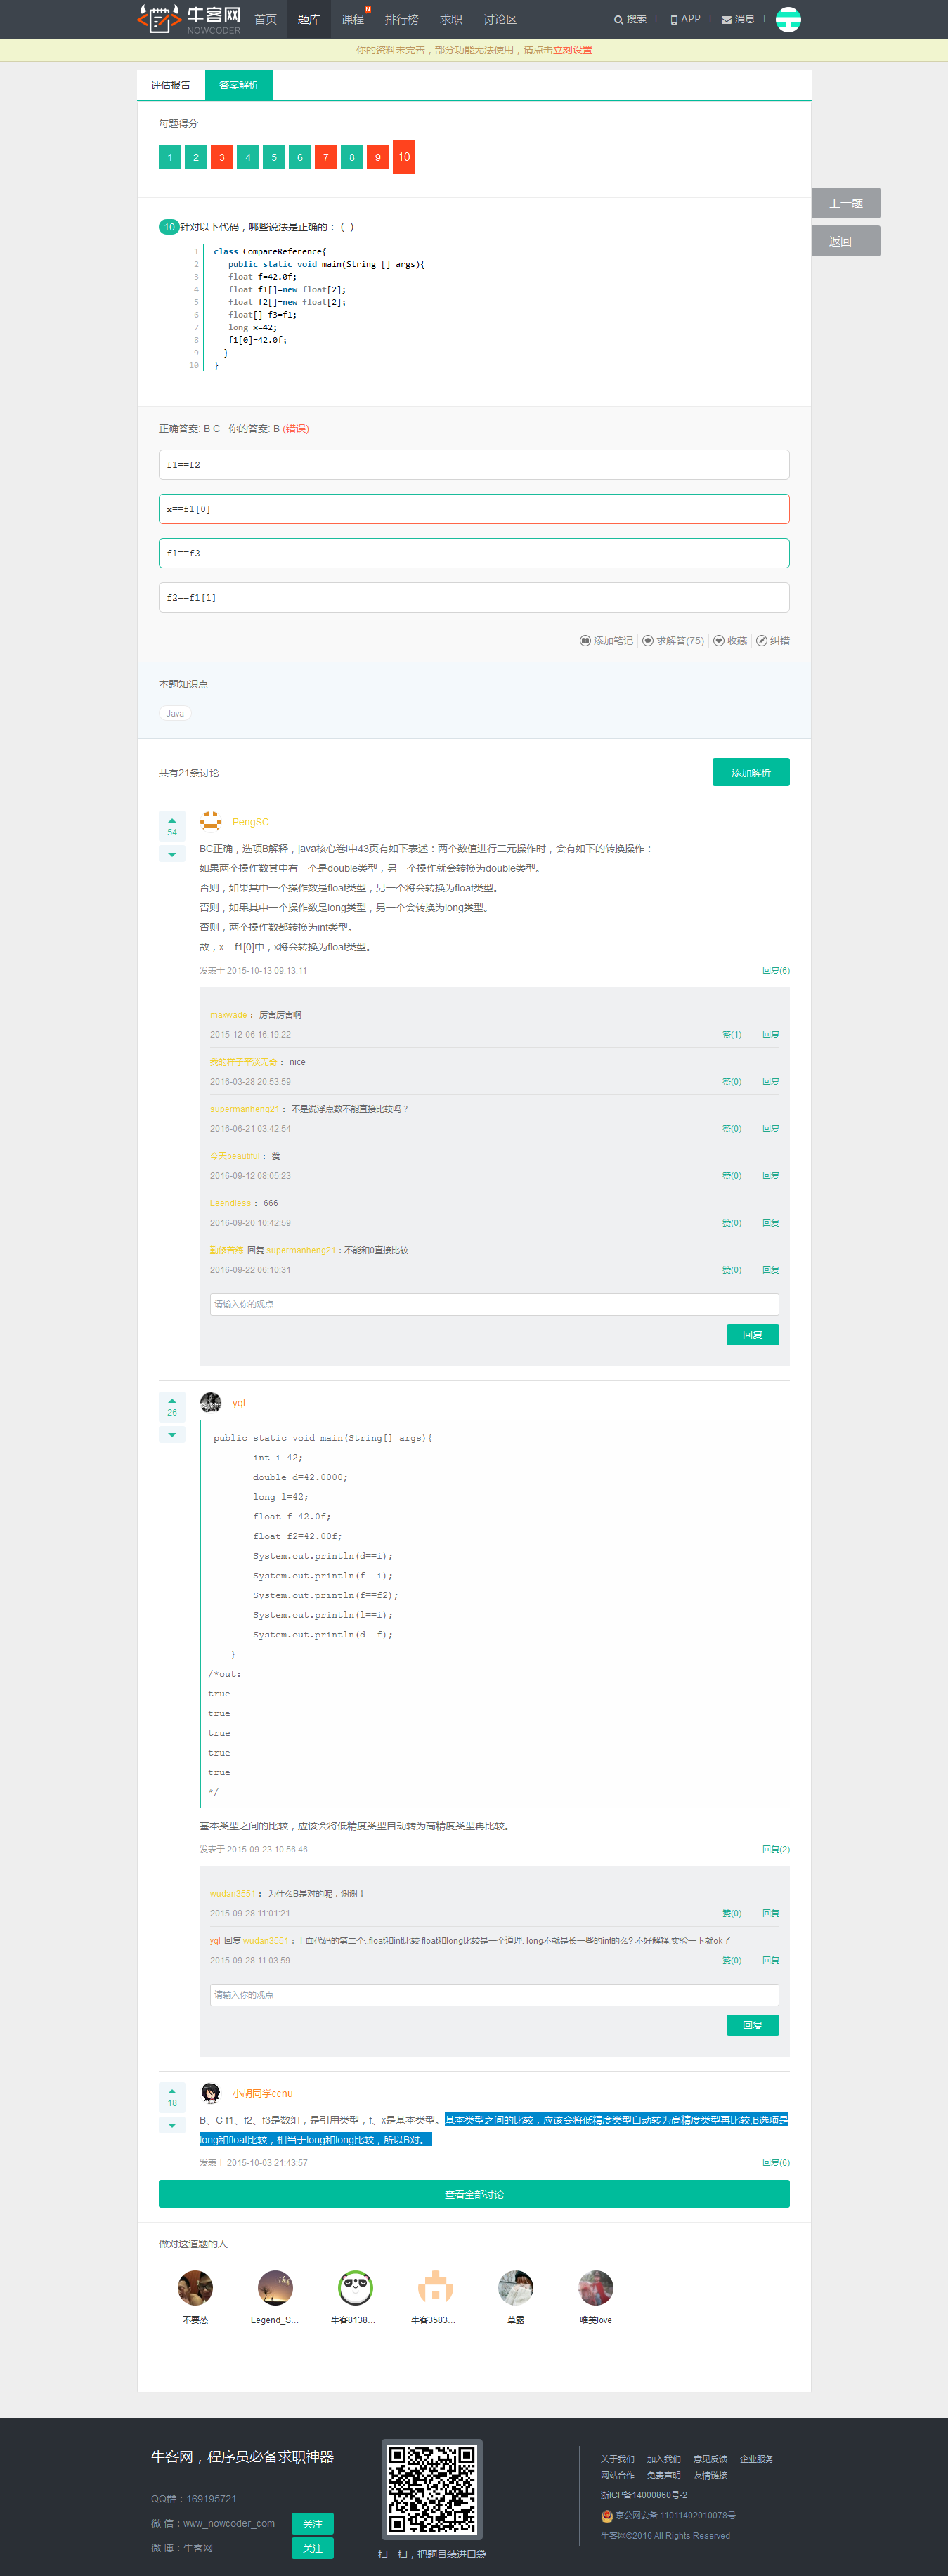 牛客网
NOWCODER
首页 题库 课程 N 排行榜 求职 讨论区 搜索 APP 消息
你的资料未完善，部分功能无法使用，请点击立刻设置
评估报告 答案解析
每题得分
1 2 3 4 5 6 7 8 9 10
上一题
返回
10 针对以下代码，哪些说法是正确的：（ ）
1 class CompareReference{
2 public static void main(String [] args){
3 float f=42.0f;
4 float f1[]=new float[2];
5 float f2[]=new float[2];
6 float[] f3=f1;
7 long x=42;
8 f1[0]=42.0f;
9 }
10 }
正确答案: B C 你的答案: B (错误)
f1==f2
x==f1[0]
f1==f3
f2==f1[1]
添加笔记 求解答(75) 收藏 纠错
本题知识点
Java
共有21条讨论 添加解析
54
PengSC
BC正确，选项B解释，java核心卷I中43页有如下表述：两个数值进行二元操作时，会有如下的转换操作：
如果两个操作数其中有一个是double类型，另一个操作就会转换为double类型。
否则，如果其中一个操作数是float类型，另一个将会转换为float类型。
否则，如果其中一个操作数是long类型，另一个会转换为long类型。
否则，两个操作数都转换为int类型。
故，x==f1[0]中，x将会转换为float类型。
发表于 2015-10-13 09:13:11 回复(6)
maxwade： 厉害厉害啊
2015-12-06 16:19:22 赞(1) 回复
我的样子平淡无奇： nice
2016-03-28 20:53:59 赞(0) 回复
supermanheng21： 不是说浮点数不能直接比较吗？
2016-06-21 03:42:54 赞(0) 回复
今天beautiful： 赞
2016-09-12 08:05:23 赞(0) 回复
Leendless： 666
2016-09-20 10:42:59 赞(0) 回复
勤修苦练 回复 supermanheng21：不能和0直接比较
2016-09-22 06:10:31 赞(0) 回复
请输入你的观点
回复
26
yql
public static void main(String[] args){
int i=42;
double d=42.0000;
long l=42;
float f=42.0f;
float f2=42.00f;
System.out.println(d==i);
System.out.println(f==i);
System.out.println(f==f2);
System.out.println(l==i);
System.out.println(d==f);
}
/*out:
true
true
true
true
true
*/
基本类型之间的比较，应该会将低精度类型自动转为高精度类型再比较。
发表于 2015-09-23 10:56:46 回复(2)
wudan3551： 为什么B是对的呢，谢谢！
2015-09-28 11:01:21 赞(0) 回复
yql 回复 wudan3551：上面代码的第二个..float和int比较 float和long比较是一个道理. long不就是长一些的int的么? 不好解释,实验一下就ok了
2015-09-28 11:03:59 赞(0) 回复
请输入你的观点
回复
18
小胡同学ccnu
B、C f1、f2、f3是数组，是引用类型，f、x是基本类型。基本类型之间的比较，应该会将低精度类型自动转为高精度类型再比较.B选项是
long和float比较，相当于long和long比较，所以B对。
发表于 2015-10-03 21:43:57 回复(6)
查看全部讨论
做对这道题的人
不要怂 Legend_S... 牛客8138... 牛客3583... 草露 唯美love
牛客网，程序员必备求职神器
QQ群：169195721
微 信：www_nowcoder_com 关注
微 博：牛客网 关注
扫一扫，把题目装进口袋
关于我们 加入我们 意见反馈 企业服务
网站合作 免责声明 友情链接
浙ICP备14000860号-2
京公网安备 11011402010078号
牛客网©2016 All Rights Reserved